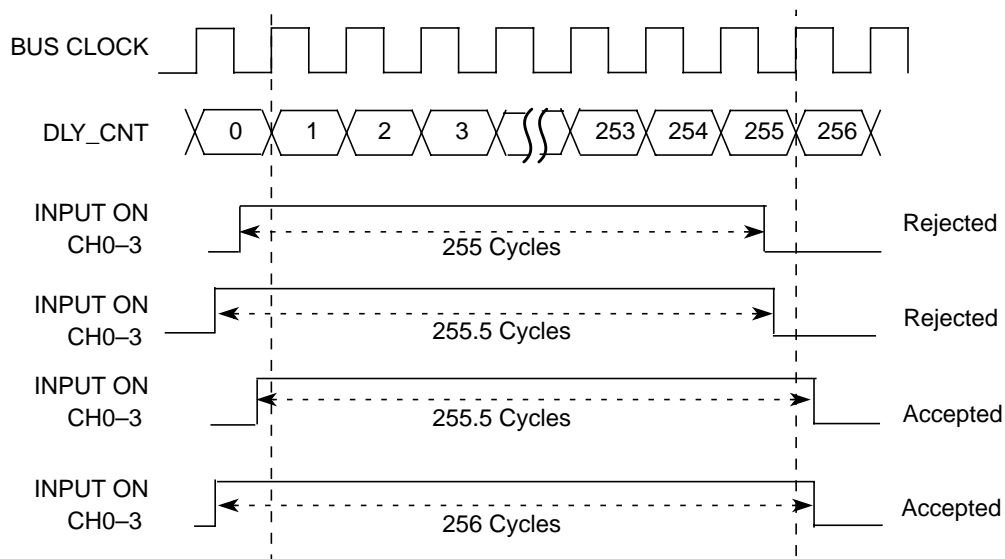 BUS CLOCK
DLY_CNT 0 1 2 3 253 254 255 256
INPUT ON
CH0–3
255 Cycles
Rejected
INPUT ON
CH0–3
255.5 Cycles
Rejected
INPUT ON
CH0–3
255.5 Cycles
Accepted
INPUT ON
CH0–3
256 Cycles
Accepted